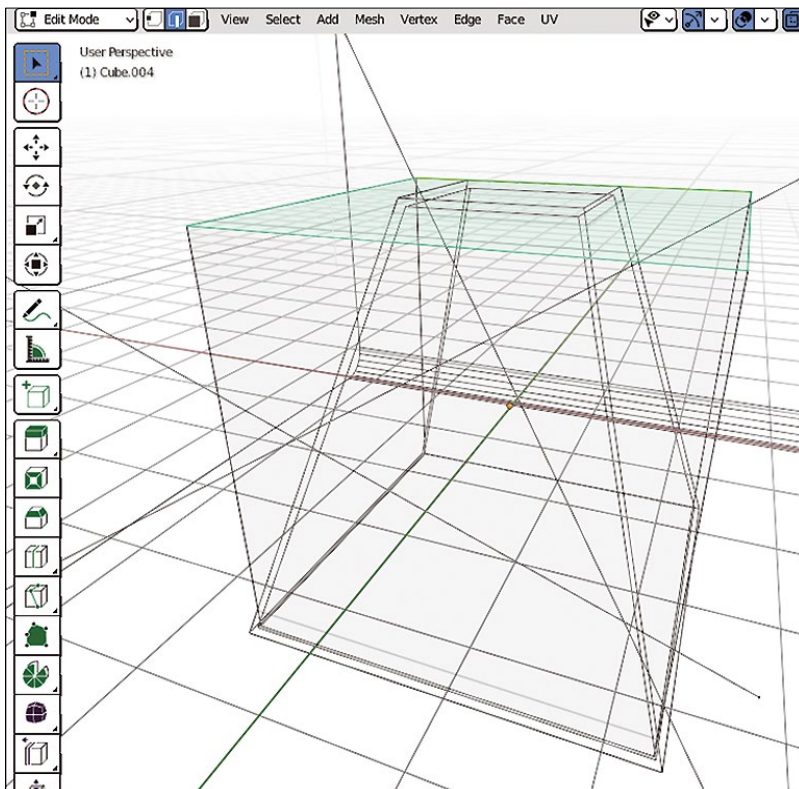 Edit Mode View Select Add Mesh Vertex Edge Face UV
User Perspective
(1) Cube.004